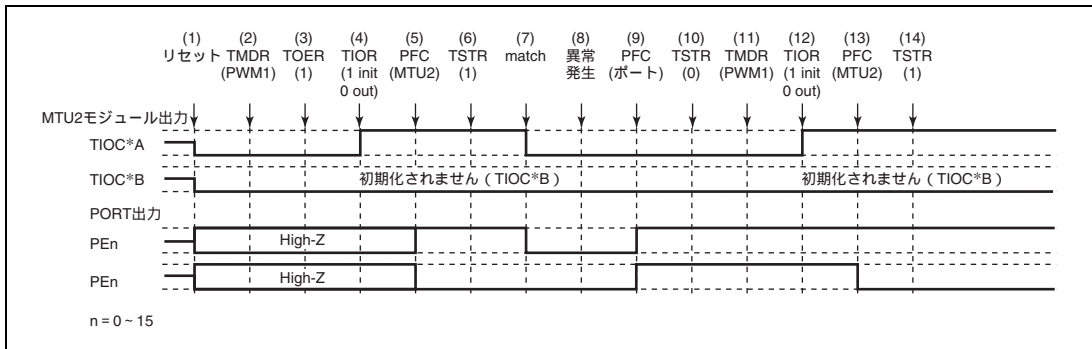 (1) (2) (3) (4) (5) (6) (7) (8) (9) (10) (11) (12) (13) (14)
リセット TMDR TOER TIOR PFC TSTR match 異常 PFC TSTR TMDR TIOR PFC TSTR
(PWM1) (1) (1 init (MTU2) (1) 発生 (ポート) (0) (PWM1) (1 init (MTU2) (1)
0 out) 0 out)
MTU2モジュール出力
TIOC*A
TIOC*B 初期化されません（TIOC*B） 初期化されません（TIOC*B）
PORT出力
PEn High-Z
PEn High-Z
n = 0 ~ 15